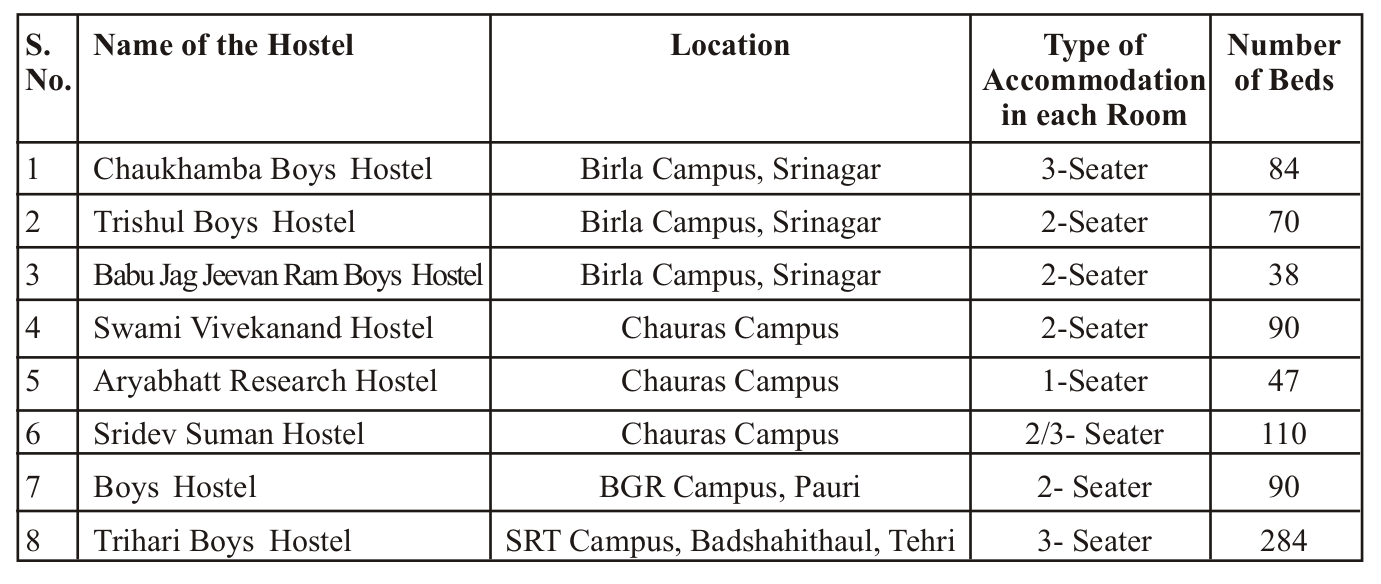 S. No. Name of the Hostel Location Type of Accommodation in each Room Number of Beds
1 Chaukhamba Boys Hostel Birla Campus, Srinagar 3-Seater 84
2 Trishul Boys Hostel Birla Campus, Srinagar 2-Seater 70
3 Babu Jag Jeevan Ram Boys Hostel Birla Campus, Srinagar 2-Seater 38
4 Swami Vivekanand Hostel Chauras Campus 2-Seater 90
5 Aryabhatt Research Hostel Chauras Campus 1-Seater 47
6 Sridev Suman Hostel Chauras Campus 2/3- Seater 110
7 Boys Hostel BGR Campus, Pauri 2- Seater 90
8 Trihari Boys Hostel SRT Campus, Badshahithaul, Tehri 3- Seater 284